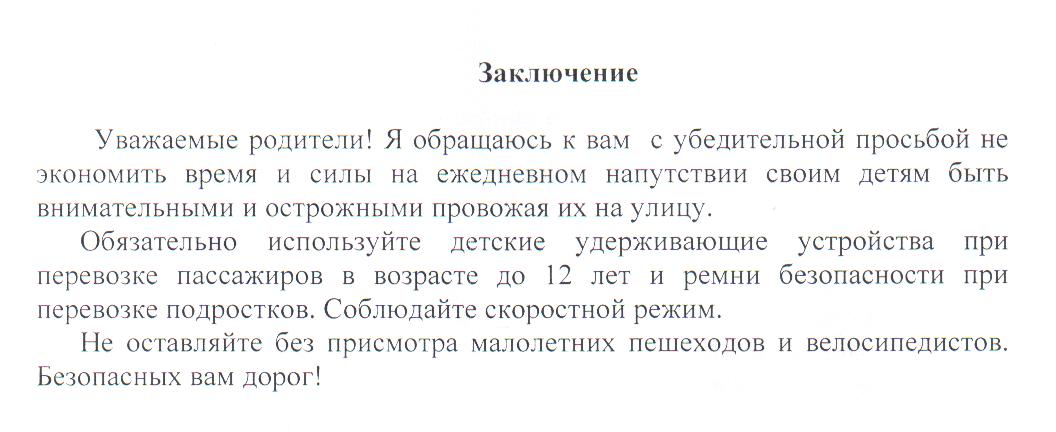 Заключение
Уважаемые родители! Я обращаюсь к вам с убедительной просьбой не
экономить время и силы на ежедневном напутствии своим детям быть
внимательными и острожными провожая их на улицу.
Обязательно используйте детские удерживающие устройства при
перевозке пассажиров в возрасте до 12 лет и ремни безопасности при
перевозке подростков. Соблюдайте скоростной режим.
Не оставляйте без присмотра малолетних пешеходов и велосипедистов.
Безопасных вам дорог!